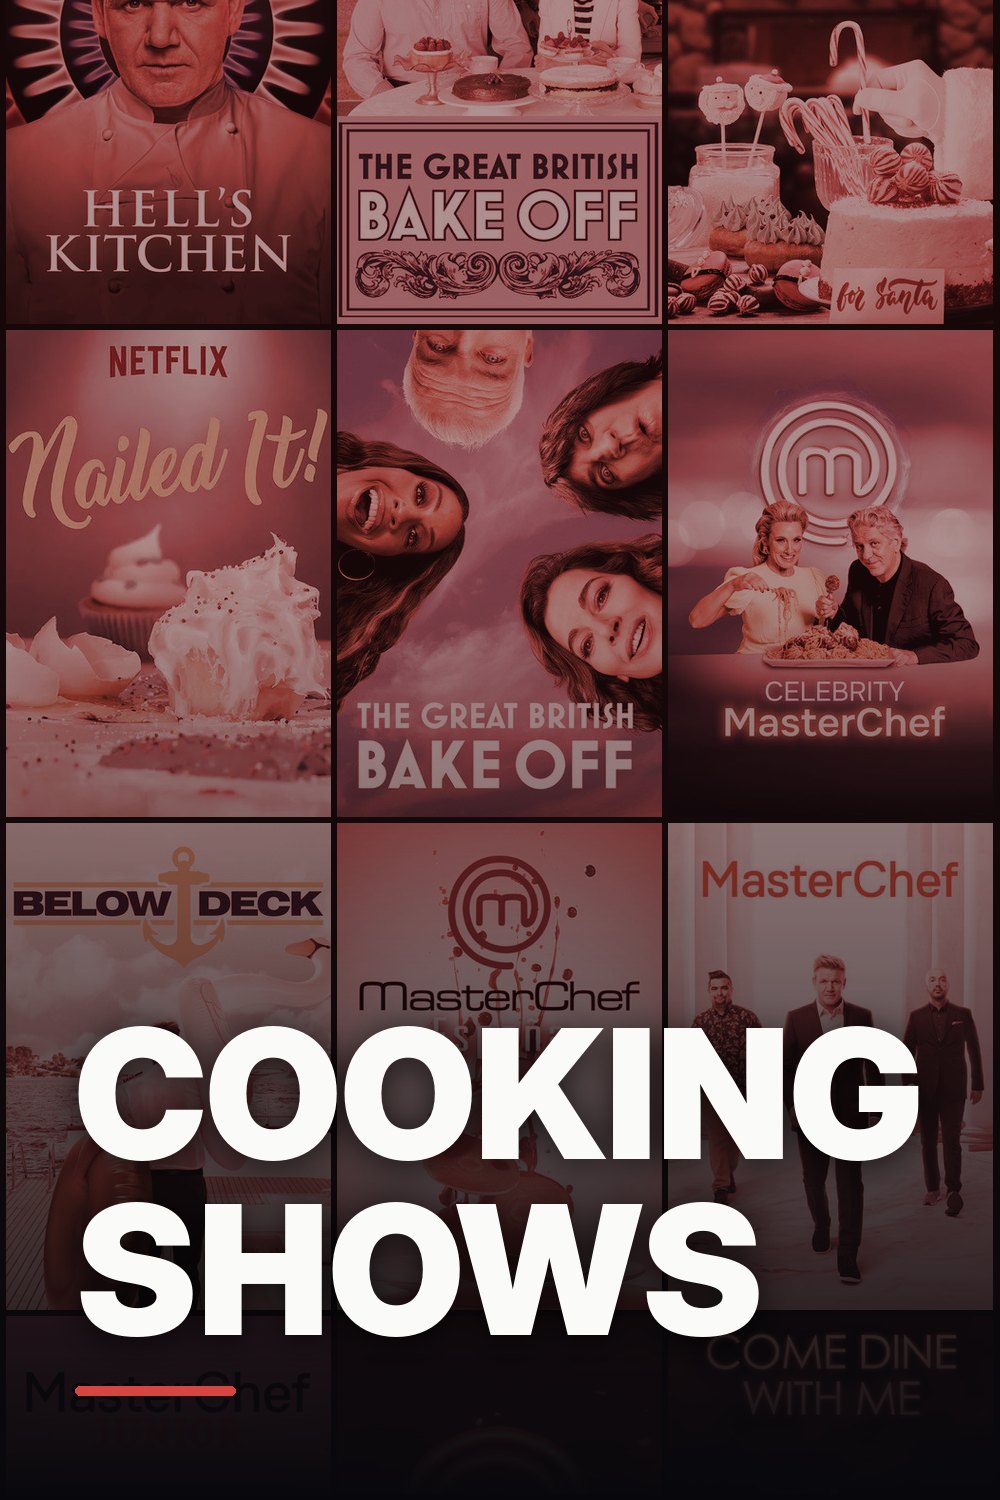 HELL'S
KITCHEN
THE GREAT BRITISH
BAKE OFF
for Santa
NETFLIX
Nailed It!
THE GREAT BRITISH
BAKE OFF
m
CELEBRITY
MasterChef
BELOW DECK
m
MasterChef
MasterChef
COOKING
SHOWS
MasterChef
JUNIOR
COME DINE
WITH ME